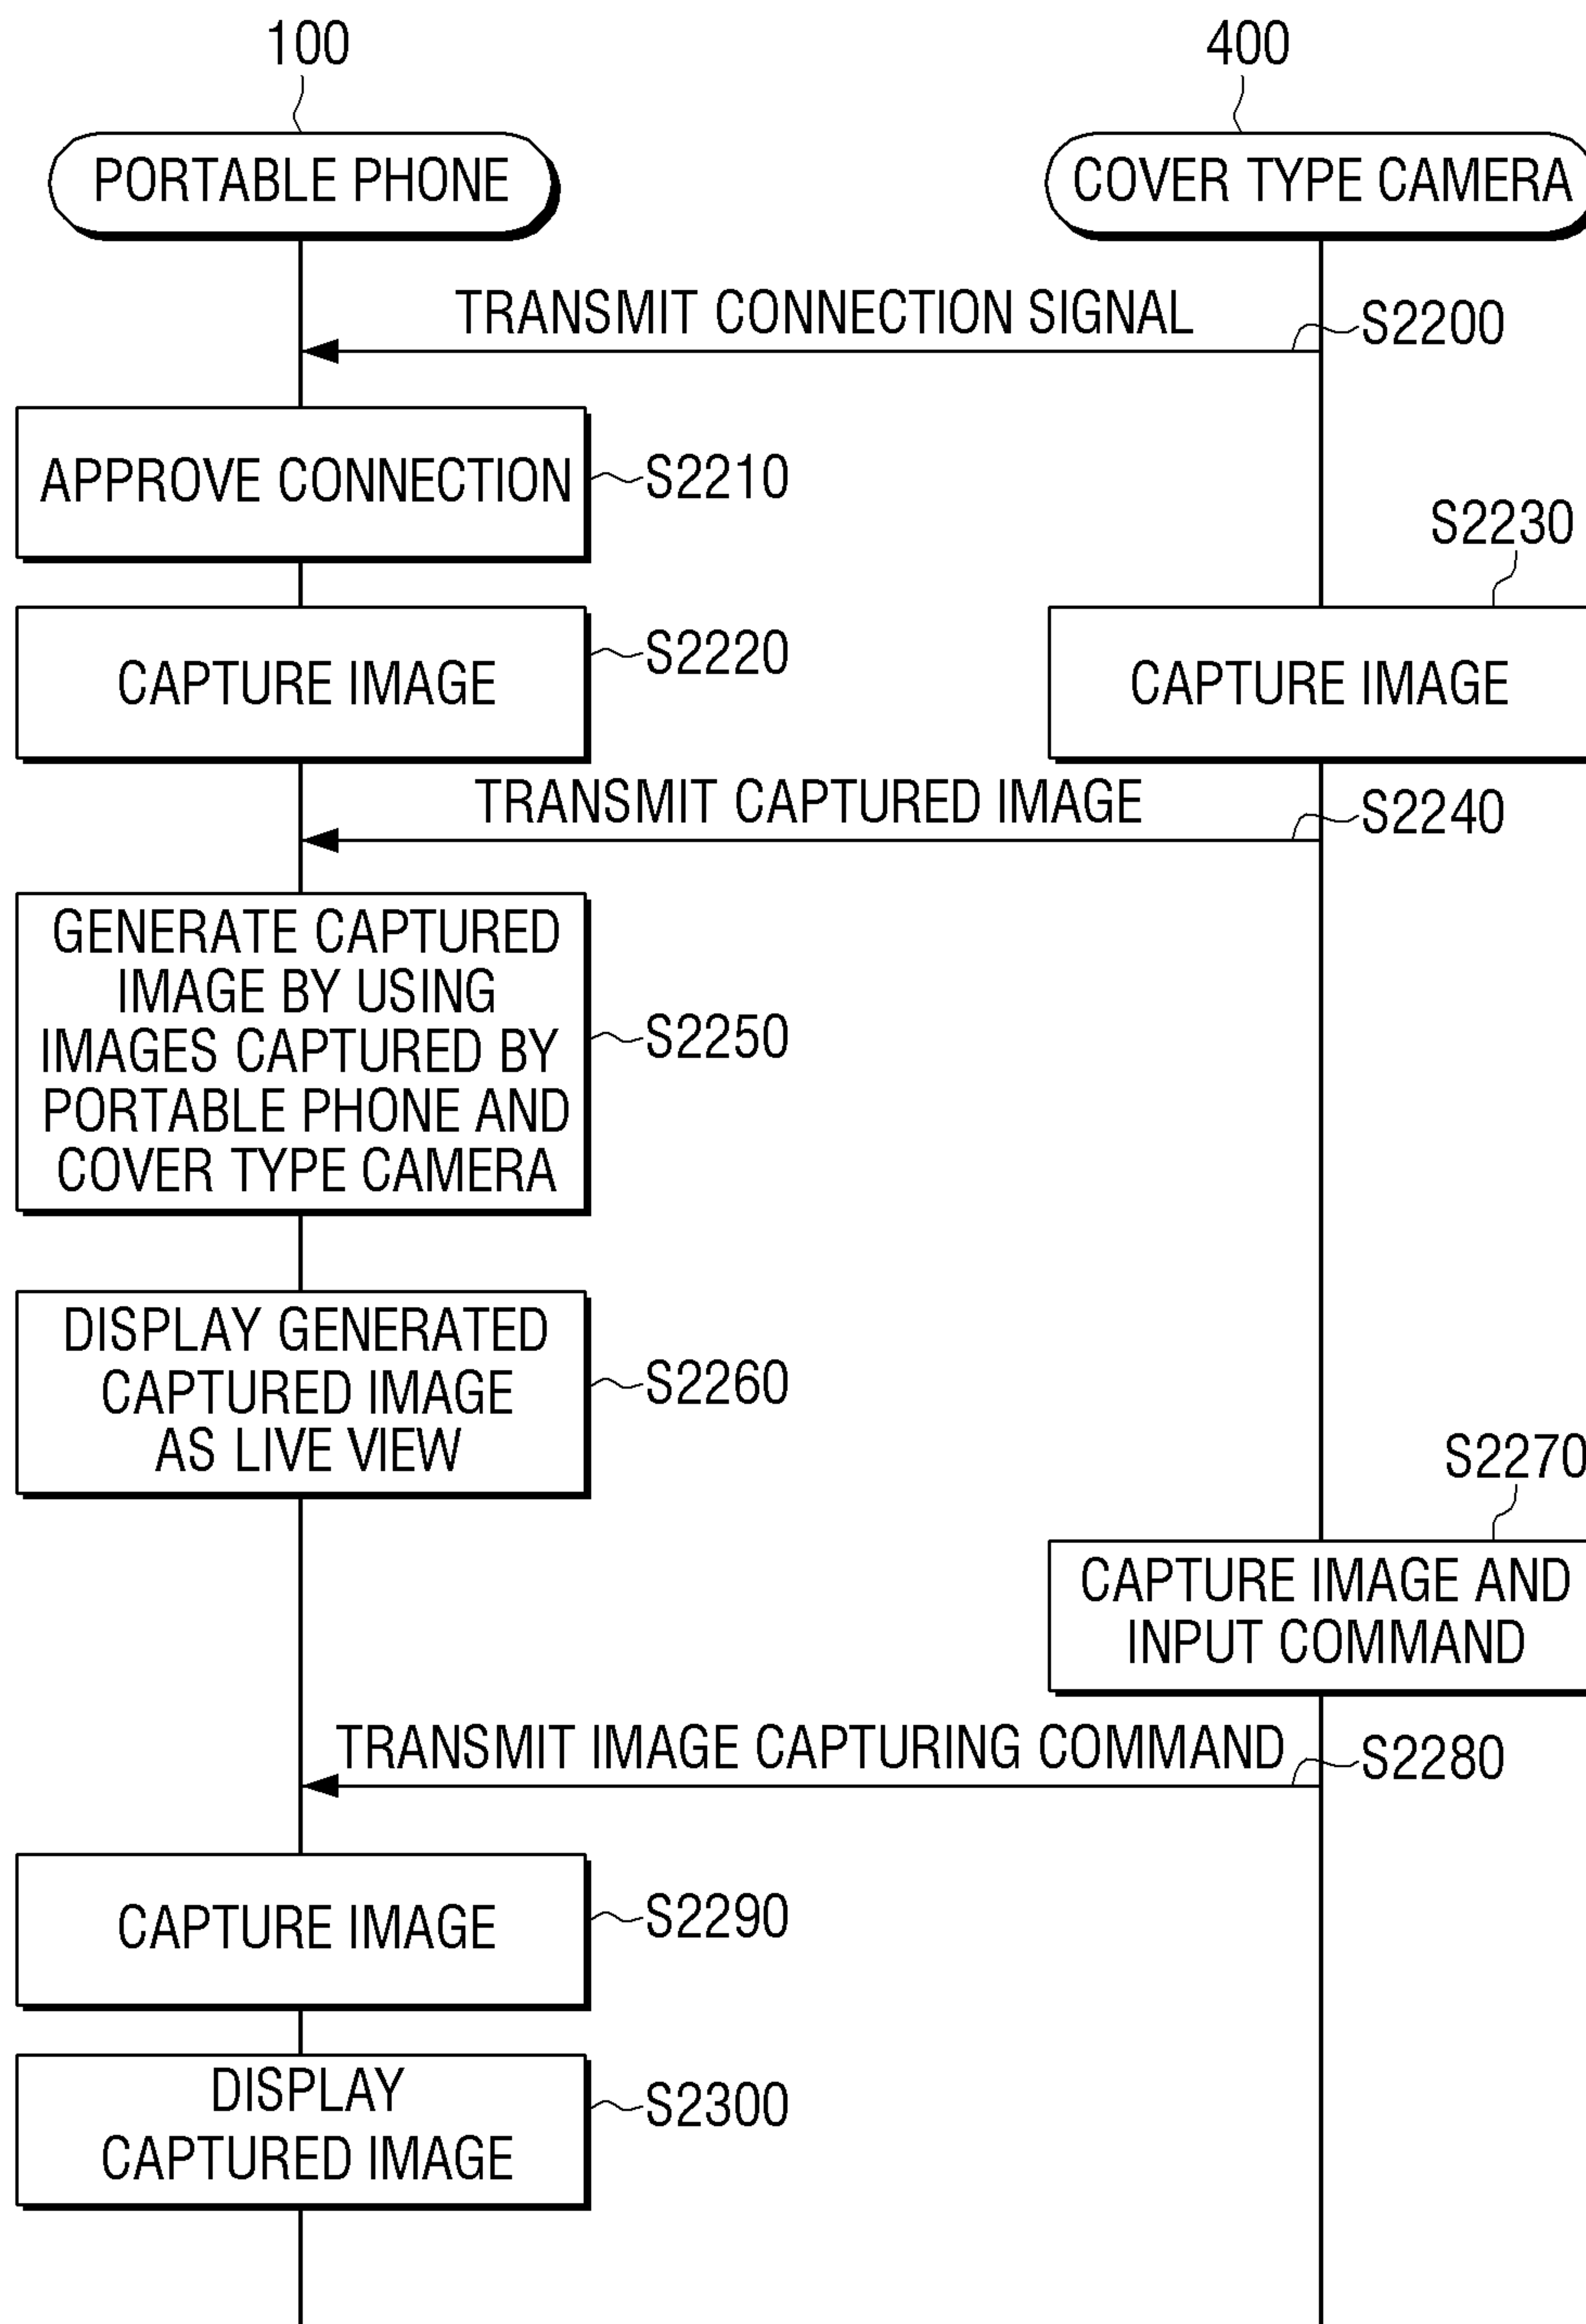 100
400
PORTABLE PHONE
COVER TYPE CAMERA
TRANSMIT CONNECTION SIGNAL
S2200
APPROVE CONNECTION
S2210
S2230
CAPTURE IMAGE
S2220
CAPTURE IMAGE
TRANSMIT CAPTURED IMAGE
S2240
GENERATE CAPTURED
IMAGE BY USING
IMAGES CAPTURED BY
PORTABLE PHONE AND
COVER TYPE CAMERA
S2250
DISPLAY GENERATED
CAPTURED IMAGE
AS LIVE VIEW
S2260
S2270
CAPTURE IMAGE AND
INPUT COMMAND
TRANSMIT IMAGE CAPTURING COMMAND
S2280
CAPTURE IMAGE
S2290
DISPLAY
CAPTURED IMAGE
S2300